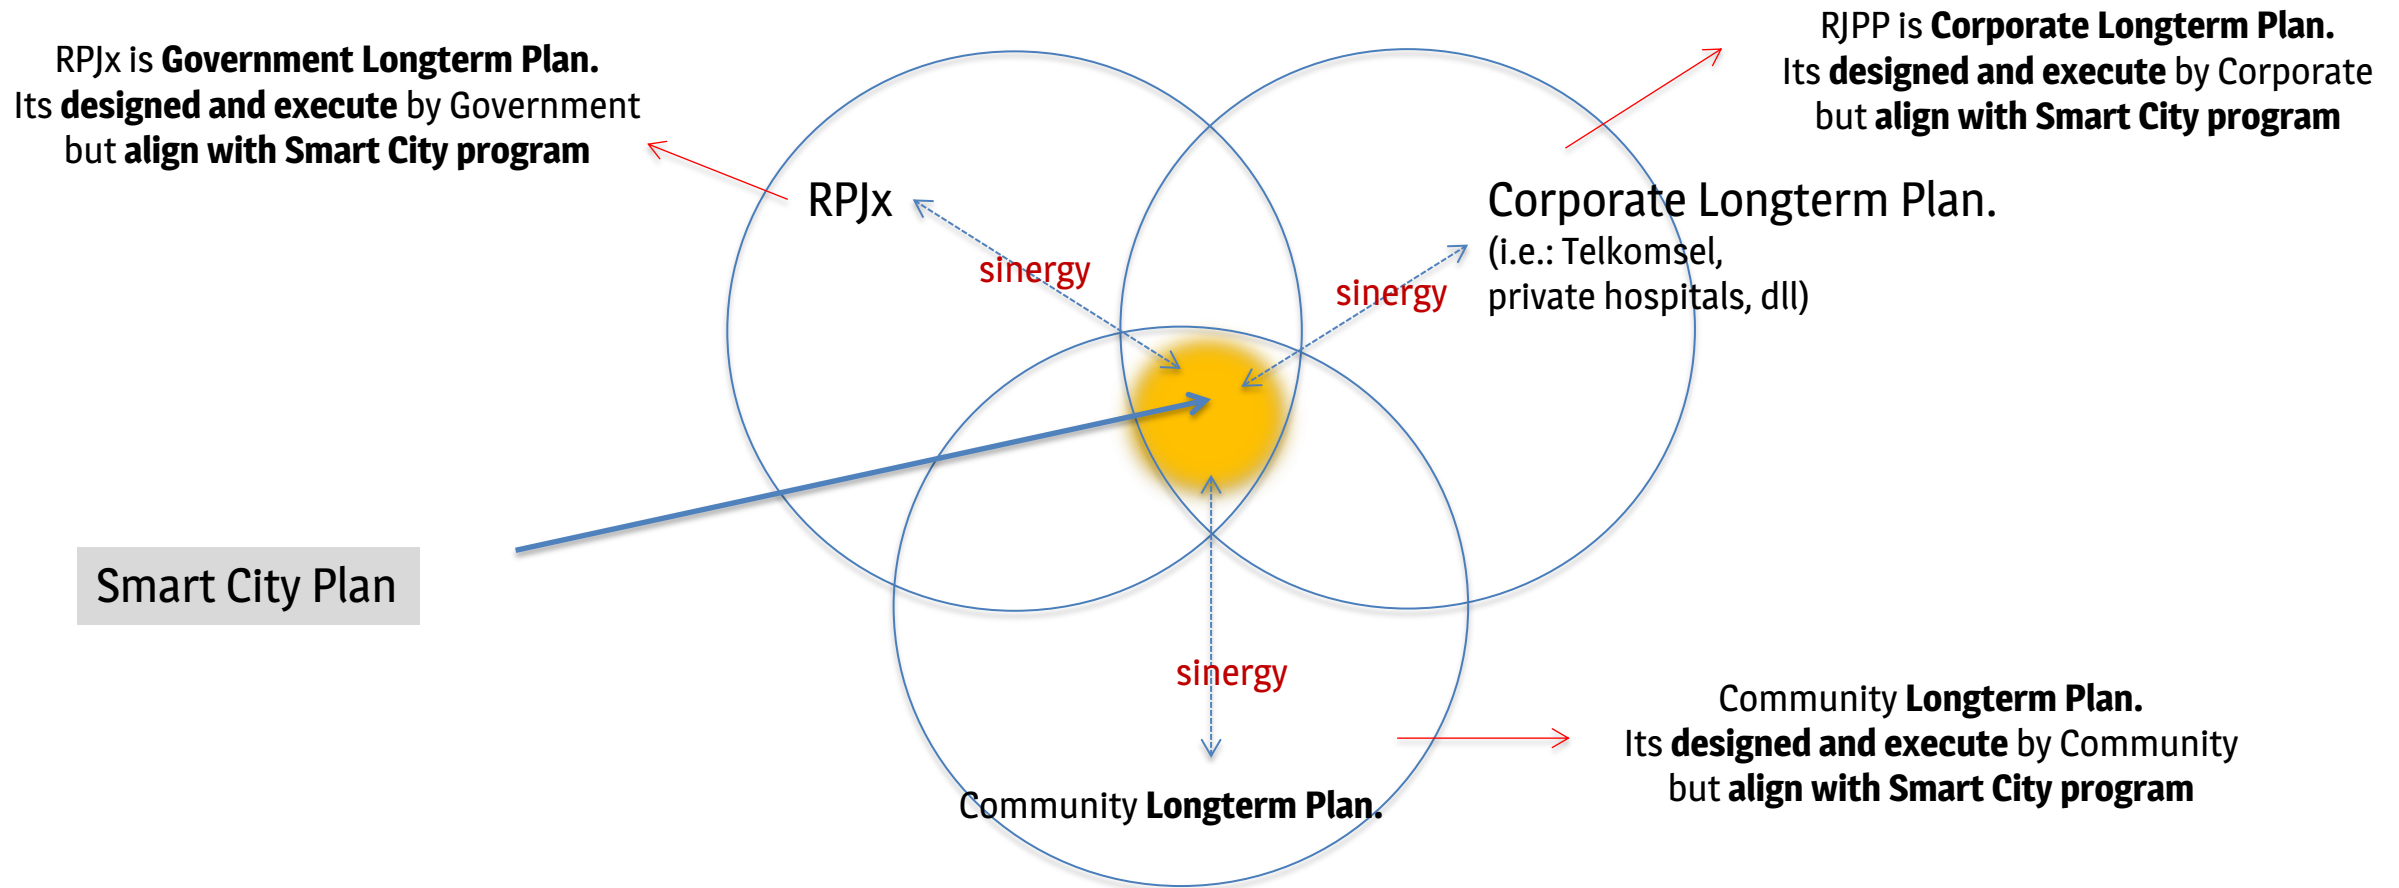 RPJx is Government Longterm Plan.
Its designed and execute by Government
but align with Smart City program
RJPP is Corporate Longterm Plan.
Its designed and execute by Corporate
but align with Smart City program
RPJx
Corporate Longterm Plan.
(i.e.: Telkomsel,
private hospitals, dll)
sinergy
sinergy
Smart City Plan
sinergy
Community Longterm Plan.
Community Longterm Plan.
Its designed and execute by Community
but align with Smart City program